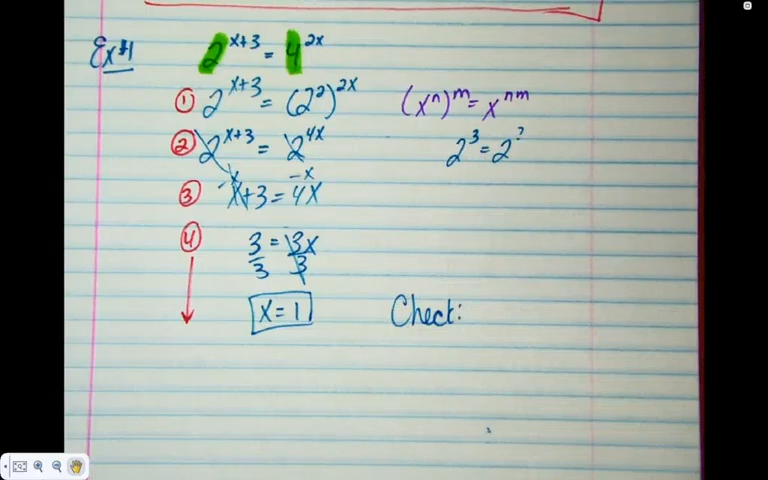 Ex#1 2^{x+3} = 4^{2x}
① 2^{x+3} = (2^2)^{2x} (x^n)^m = x^{nm}
② 2^{x+3} = 2^{4x} 2^3 = 2^?
-x -x
③ x+3 = 4x
④ 3 = 3x
3 3
x = 1 Check: